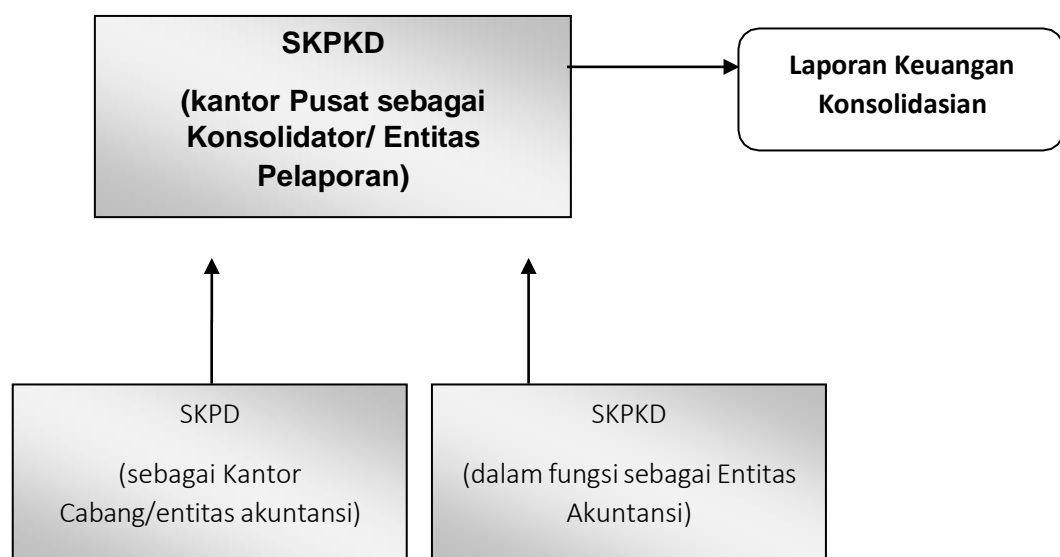 SKPKD
(kantor Pusat sebagai
Konsolidator/ Entitas
Pelaporan)
Laporan Keuangan
Konsolidasian
SKPD
(sebagai Kantor
Cabang/entitas akuntansi)
SKPKD
(dalam fungsi sebagai Entitas
Akuntansi)